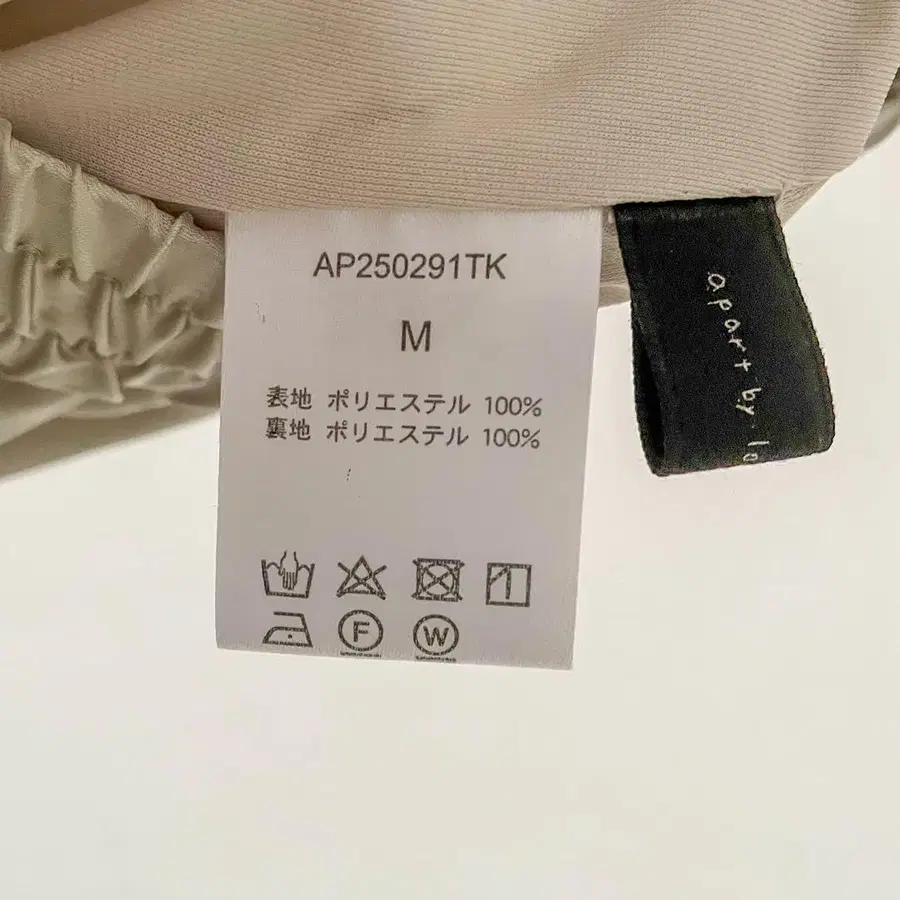 AP250291TK
M
表地 ポリエステル 100%
裏地 ポリエステル 100%
F
W
apart by